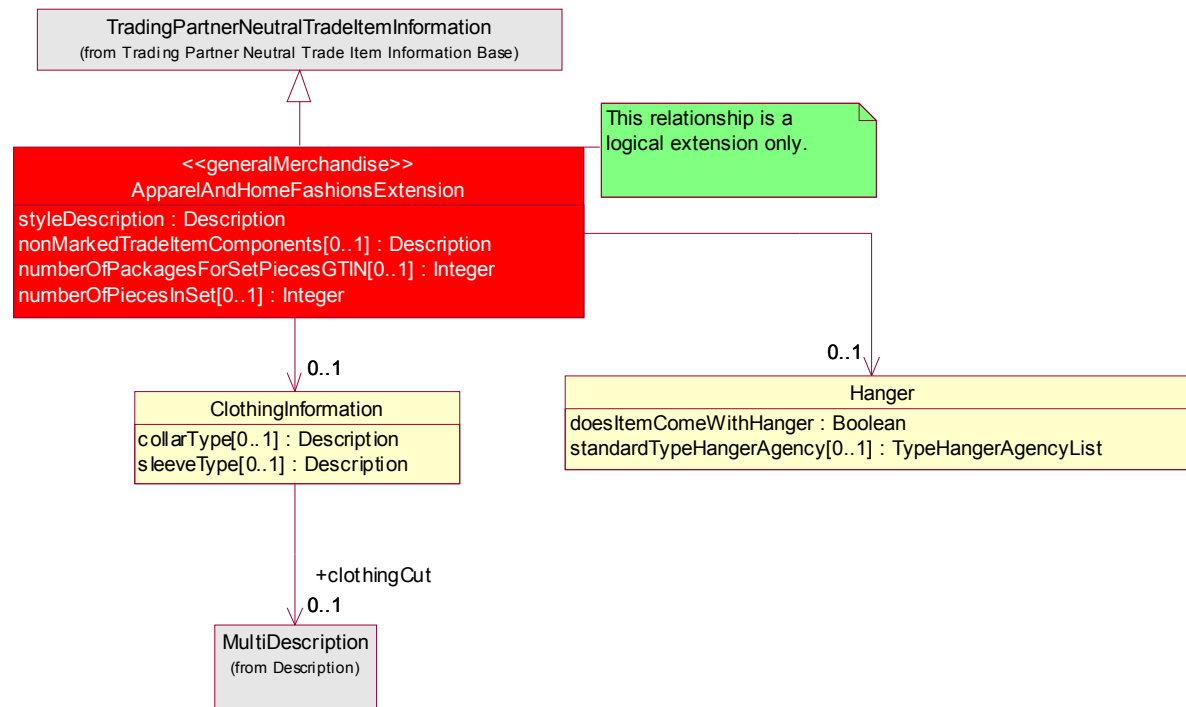 TradingPartnerNeutralTradeItemInformation
(from Trading Partner Neutral Trade Item Information Base)
This relationship is a
logical extension only.
<<generalMerchandise>>
ApparelAndHomeFashionsExtension
styleDescription : Description
nonMarkedTradeItemComponents[0..1] : Description
numberOfPackagesForSetPiecesGTIN[0..1] : Integer
numberOfPiecesInSet[0..1] : Integer
0..1
0..1
ClothingInformation
collarType[0..1] : Description
sleeveType[0..1] : Description
Hanger
doesItemComeWithHanger : Boolean
standardTypeHangerAgency[0..1] : TypeHangerAgencyList
+clothingCut
0..1
MultiDescription
(from Description)